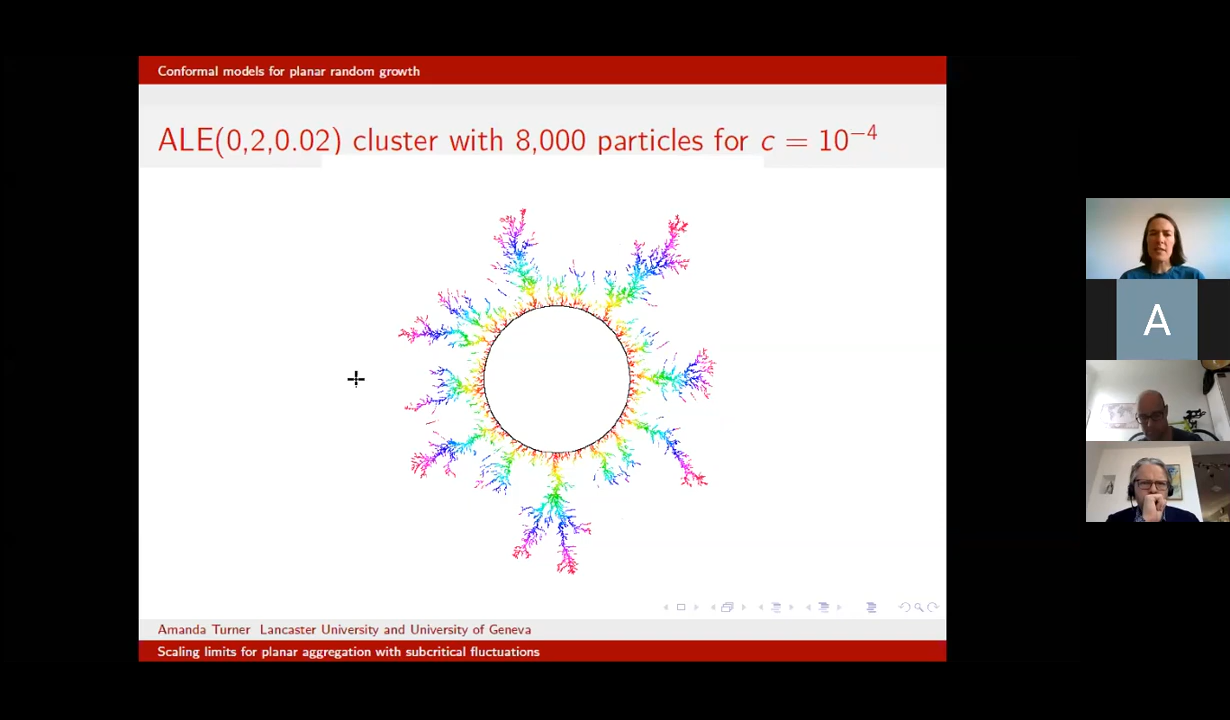 Conformal models for planar random growth
ALE(0,2,0.02) cluster with 8,000 particles for c = 10⁻⁴
A
Amanda Turner Lancaster University and University of Geneva
Scaling limits for planar aggregation with subcritical fluctuations